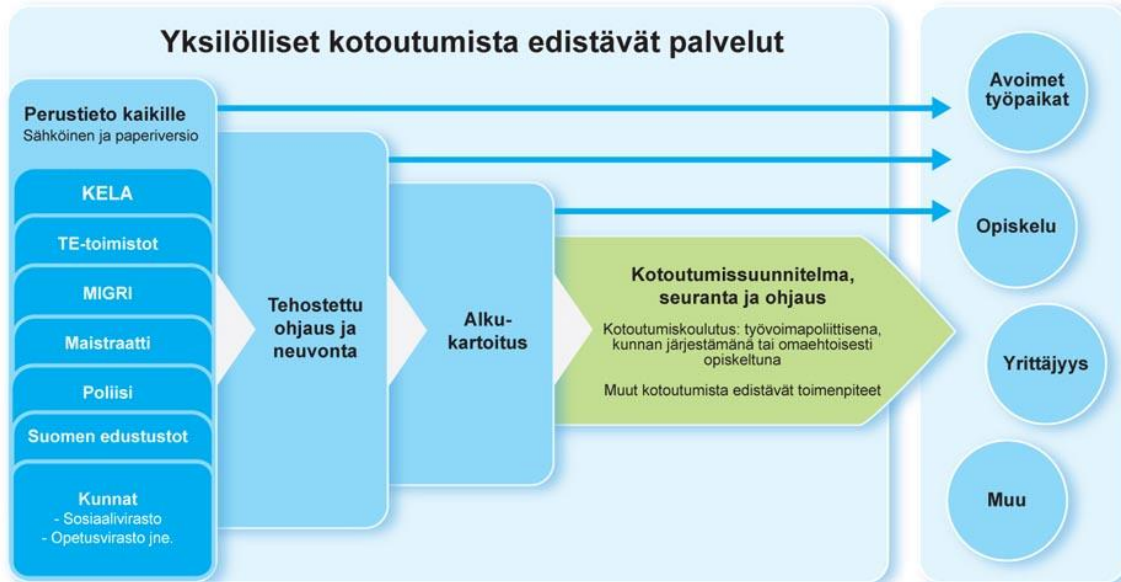 Yksilölliset kotoutumista edistävät palvelut
Perustieto kaikille
Sähköinen ja paperiversio
KELA
TE-toimistot
MIGRI
Maistraatti
Poliisi
Suomen edustustot
Kunnat
- Sosiaalivirasto
- Opetusvirasto jne.
Tehostettu
ohjaus ja
neuvonta
Alku-
kartoitus
Kotoutumissuunnitelma,
seuranta ja ohjaus
Kotoutumiskoulutus: työvoimapoliittisena,
kunnan järjestämänä tai omaehtoisesti
opiskeltuna
Muut kotoutumista edistävät toimenpiteet
Avoimet
työpaikat
Opiskelu
Yrittäjyys
Muu